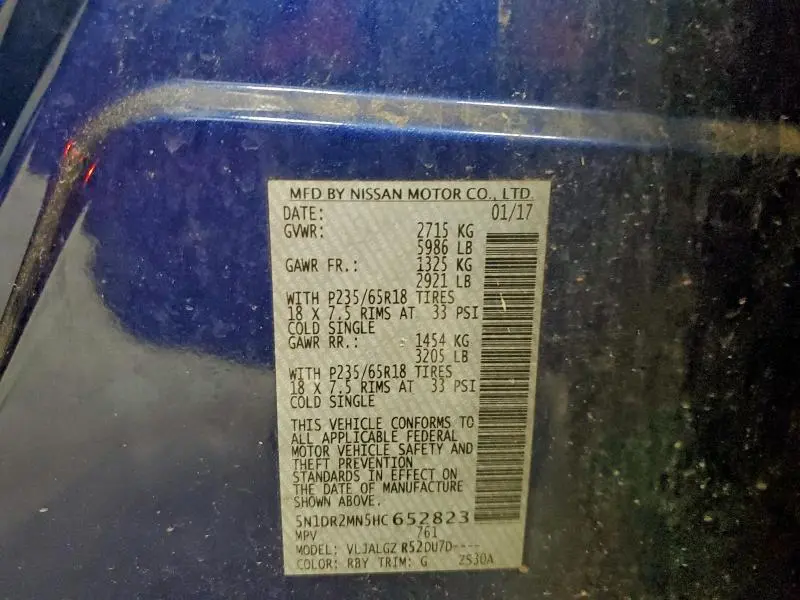 MFD BY NISSAN MOTOR CO., LTD.
DATE: 01/17
GVWR: 2715 KG
5986 LB
GAWR FR.: 1325 KG
2921 LB
WITH P235/65R18 TIRES
18 X 7.5 RIMS AT 33 PSI
COLD SINGLE
GAWR RR.: 1454 KG
3205 LB
WITH P235/65R18 TIRES
18 X 7.5 RIMS AT 33 PSI
COLD SINGLE
THIS VEHICLE CONFORMS TO
ALL APPLICABLE FEDERAL
MOTOR VEHICLE SAFETY AND
THEFT PREVENTION
STANDARDS IN EFFECT ON
THE DATE OF MANUFACTURE
SHOWN ABOVE.
5N1DR2MN5HC652823
MPV 761
MODEL: VLJALGZ R52DU7D----
COLOR: RBY TRIM: G ZS30A